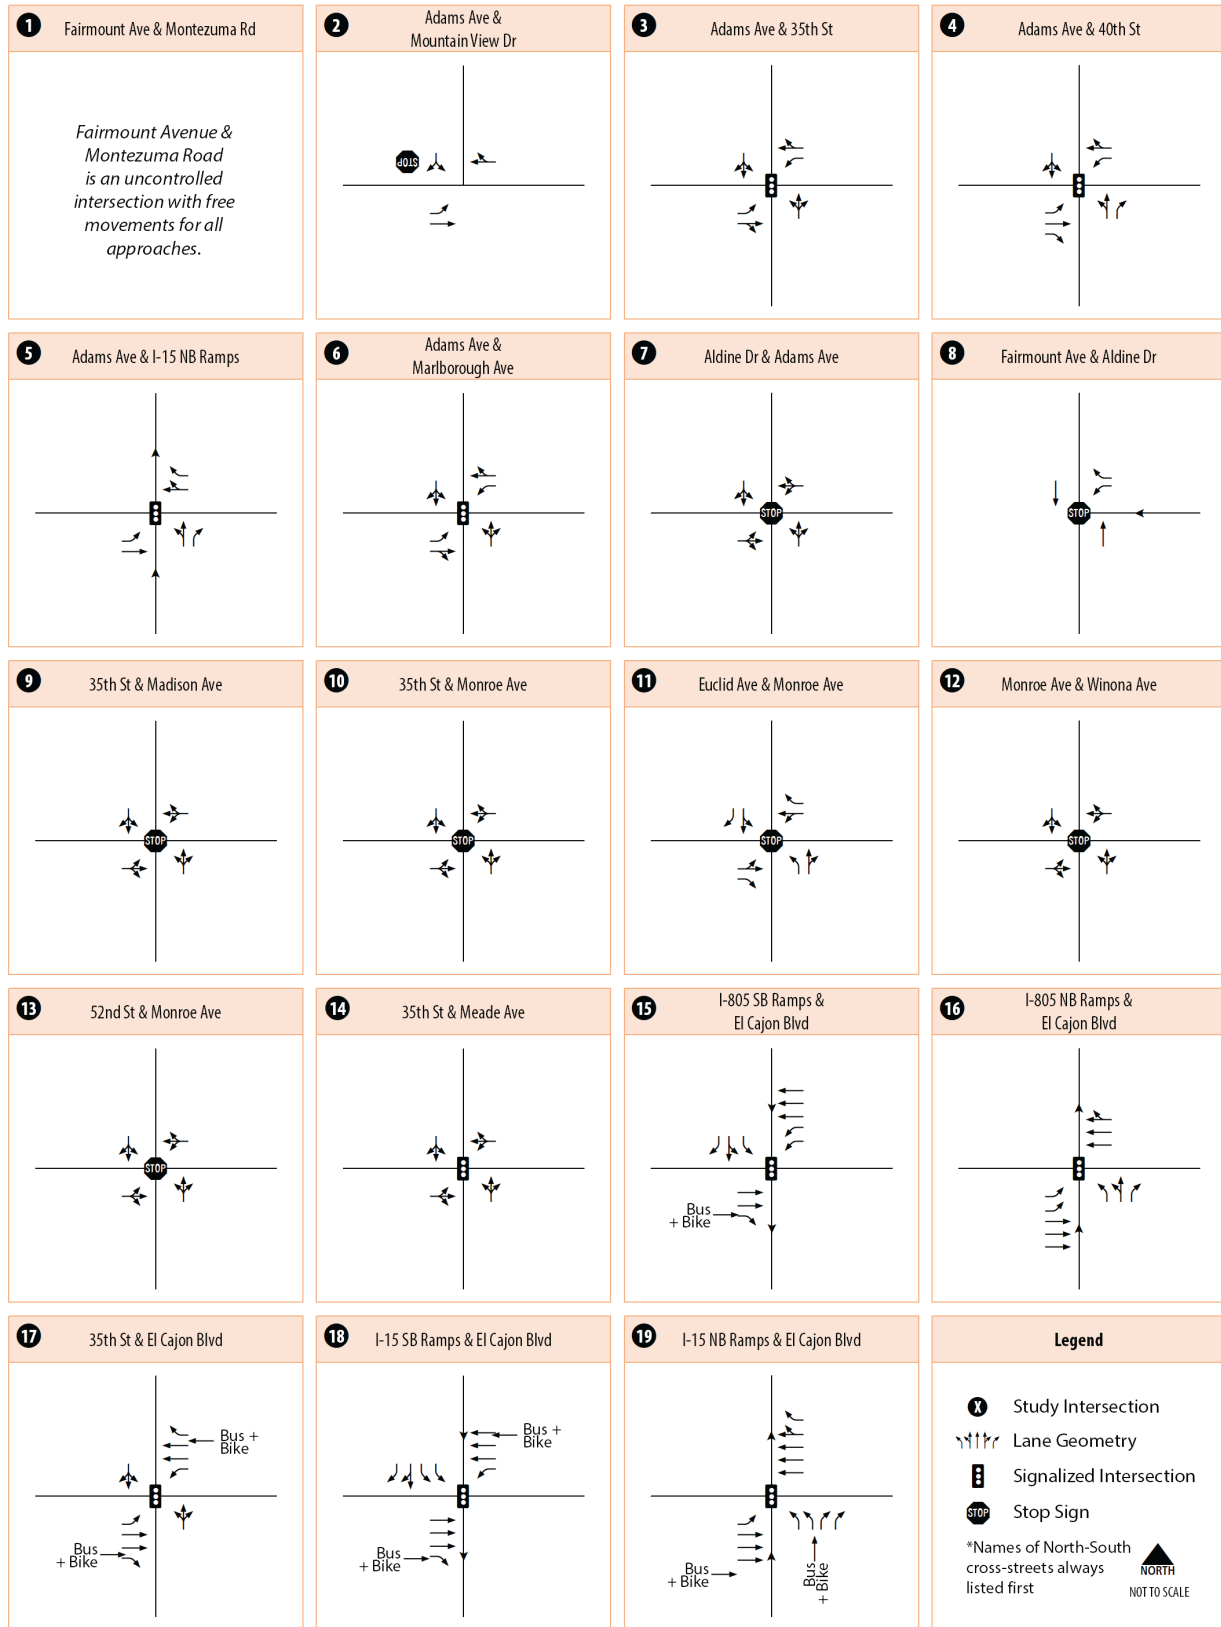 1
Fairmount Ave & Montezuma Rd
2
Adams Ave &
Mountain View Dr
3
Adams Ave & 35th St
4
Adams Ave & 40th St
Fairmount Avenue &
Montezuma Road
is an uncontrolled
intersection with free
movements for all
approaches.
STOP
5
Adams Ave & I-15 NB Ramps
6
Adams Ave &
Marlborough Ave
7
Aldine Dr & Adams Ave
8
Fairmount Ave & Aldine Dr
STOP
STOP
9
35th St & Madison Ave
10
35th St & Monroe Ave
11
Euclid Ave & Monroe Ave
12
Monroe Ave & Winona Ave
STOP
STOP
STOP
STOP
13
52nd St & Monroe Ave
14
35th St & Meade Ave
15
I-805 SB Ramps &
El Cajon Blvd
16
I-805 NB Ramps &
El Cajon Blvd
STOP
Bus
+ Bike
17
35th St & El Cajon Blvd
18
I-15 SB Ramps & El Cajon Blvd
19
I-15 NB Ramps & El Cajon Blvd
Legend
Bus +
Bike
Bus
+ Bike
Bus +
Bike
Bus
+ Bike
Bus
+ Bike
Bus
+ Bike
X
Study Intersection
Lane Geometry
Signalized Intersection
STOP
Stop Sign
*Names of North-South
cross-streets always
listed first
NORTH
NOT TO SCALE